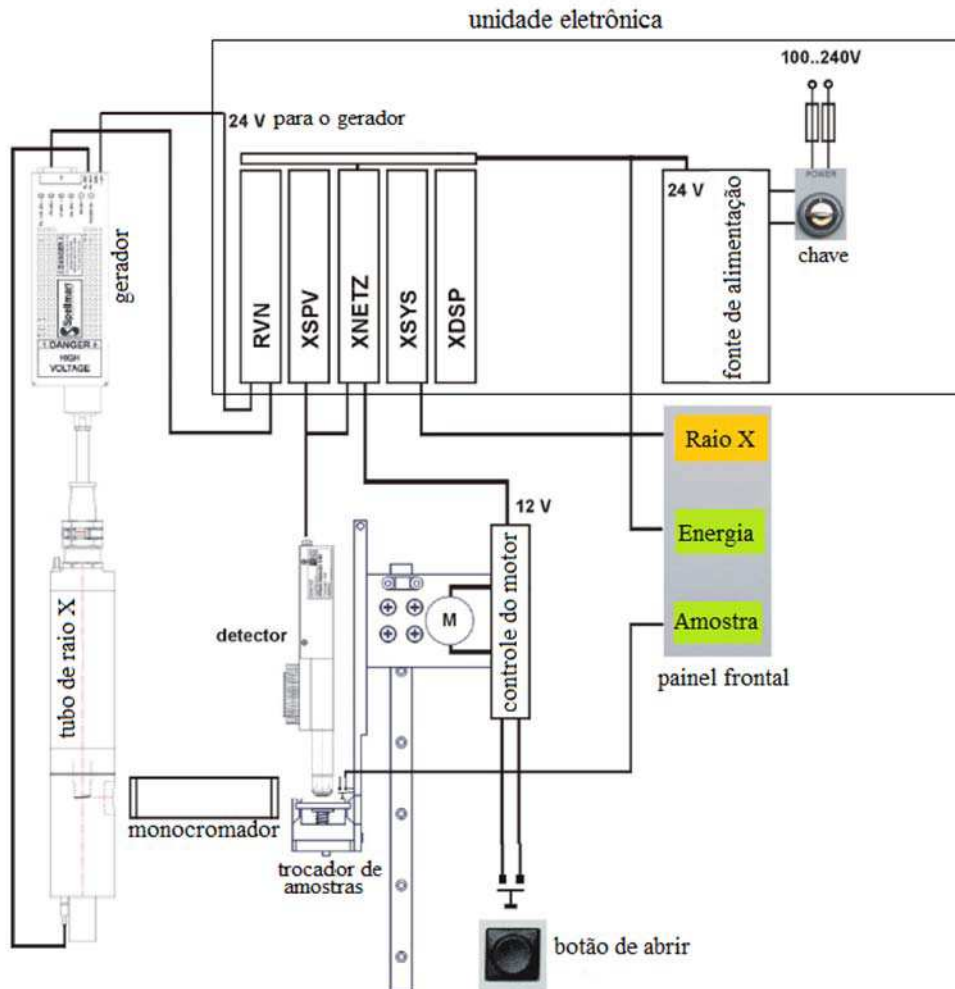 unidade eletrônica
100..240V
24 V para o gerador
POWER
24 V
chave
gerador
Spellman
DANGER
HIGH
VOLTAGE
RVN
XSPV
XNETZ
XSYS
XDSP
fonte de alimentação
Raio X
12 V
Energia
Amostra
painel frontal
detector
M
controle do motor
tubo de raio X
monocromador
trocador de
amostras
botão de abrir